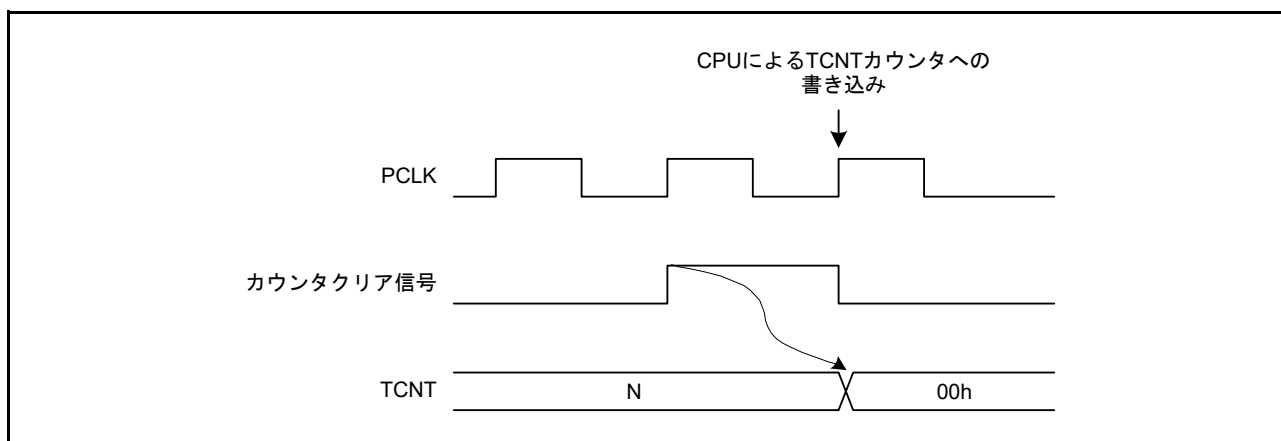 CPUによるTCNTカウンタへの
書き込み
PCLK
カウンタクリア信号
TCNT
N
00h